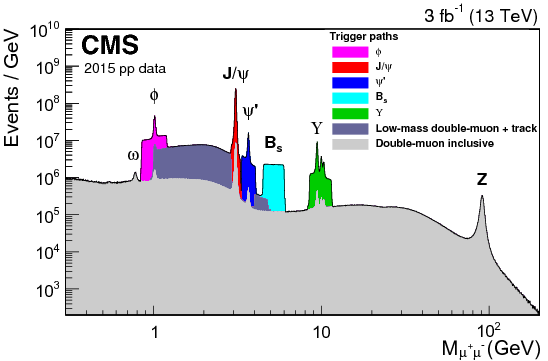 3 fb⁻¹ (13 TeV)
CMS
2015 pp data
Events / GeV
10¹⁰
10⁹
10⁸
10⁷
10⁶
10⁵
10⁴
10³
Trigger paths
ϕ
J/ψ
ψ'
Bₛ
Υ
Low-mass double-muon + track
Double-muon inclusive
ω
ϕ
J/ψ
ψ'
Bₛ
Υ
Z
1
10
10²
M_μ⁺μ⁻ (GeV)